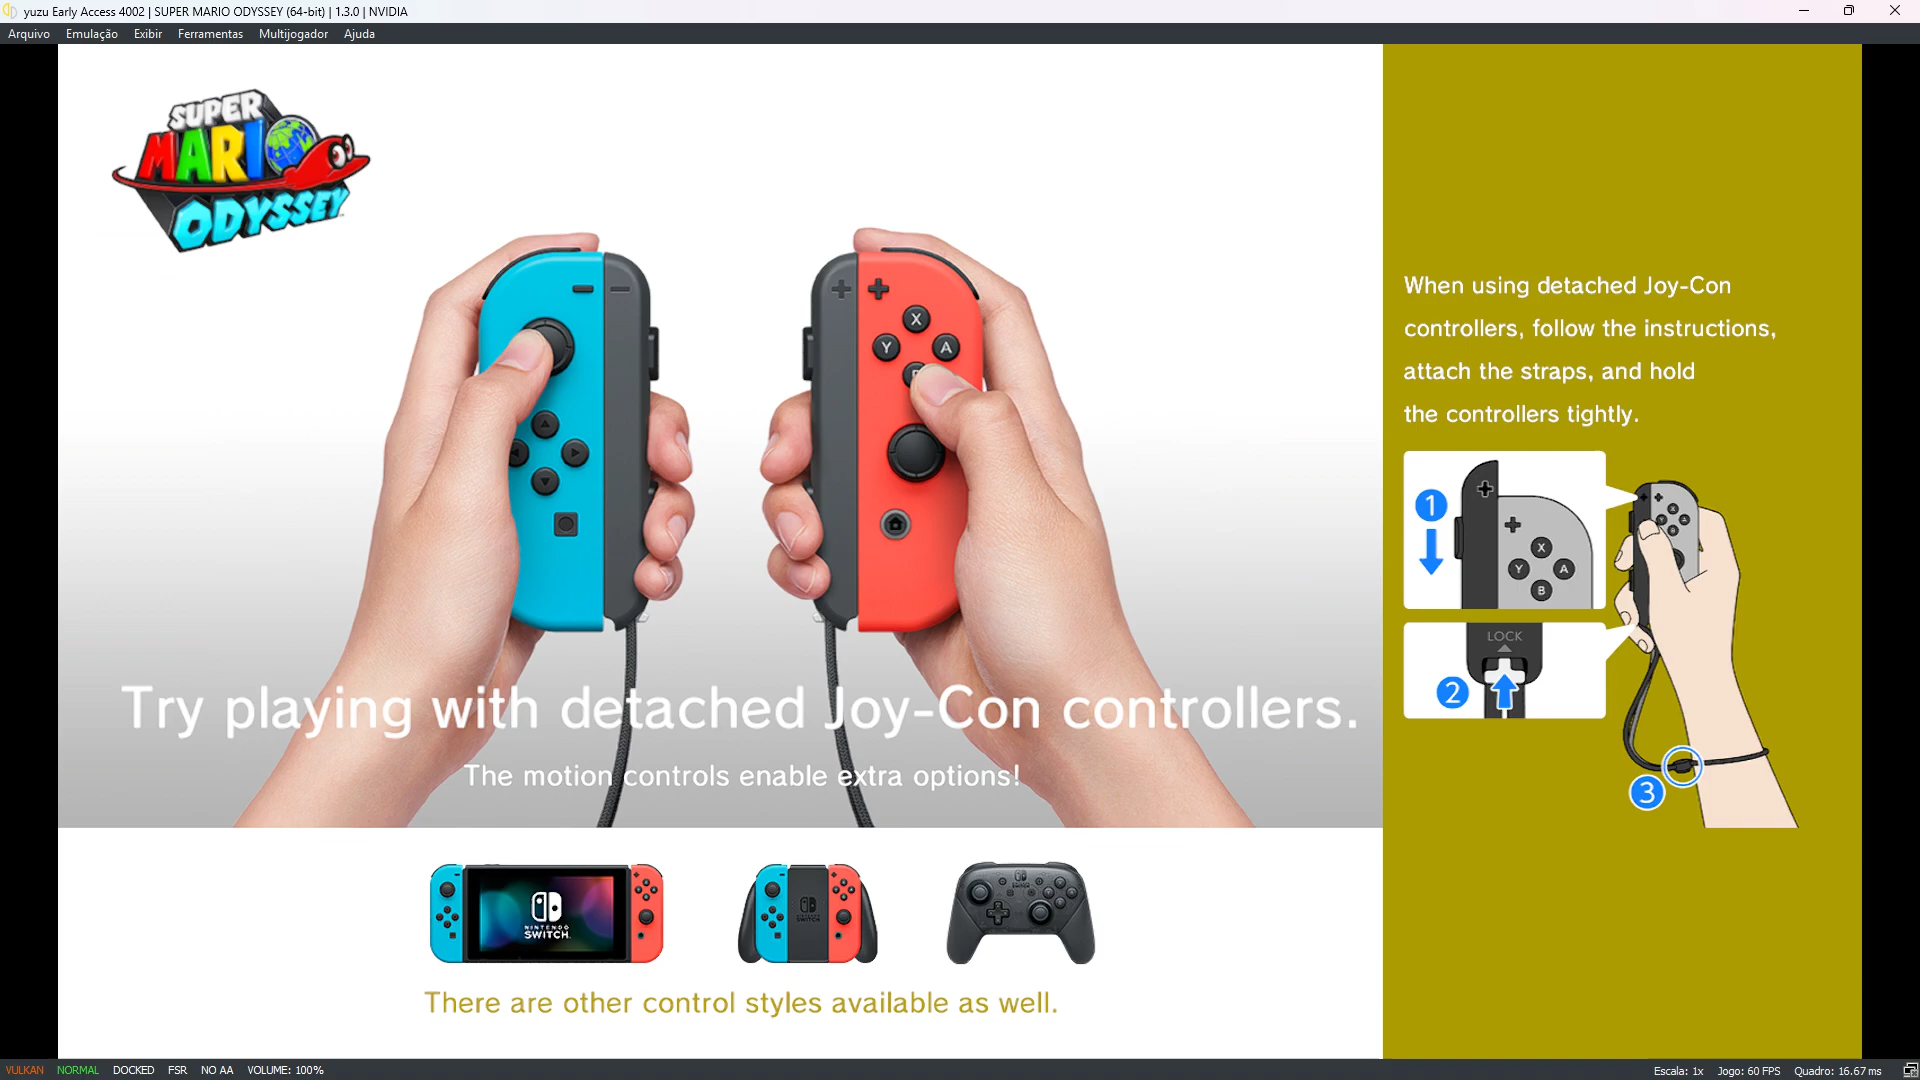 yuzu Early Access 4002 | SUPER MARIO ODYSSEY (64-bit) | 1.3.0 | NVIDIA
Arquivo Emulação Exibir Ferramentas Multijogador Ajuda
SUPER
MARIO
ODYSSEY
X
Y A
When using detached Joy-Con
controllers, follow the instructions,
attach the straps, and hold
the controllers tightly.
1
X
Y A
B
LOCK
2
3
Try playing with detached Joy-Con controllers.
The motion controls enable extra options!
NINTENDO
SWITCH
There are other control styles available as well.
VULKAN NORMAL DOCKED FSR NO AA VOLUME: 100%
Escala: 1x Jogo: 60 FPS Quadro: 16.67 ms